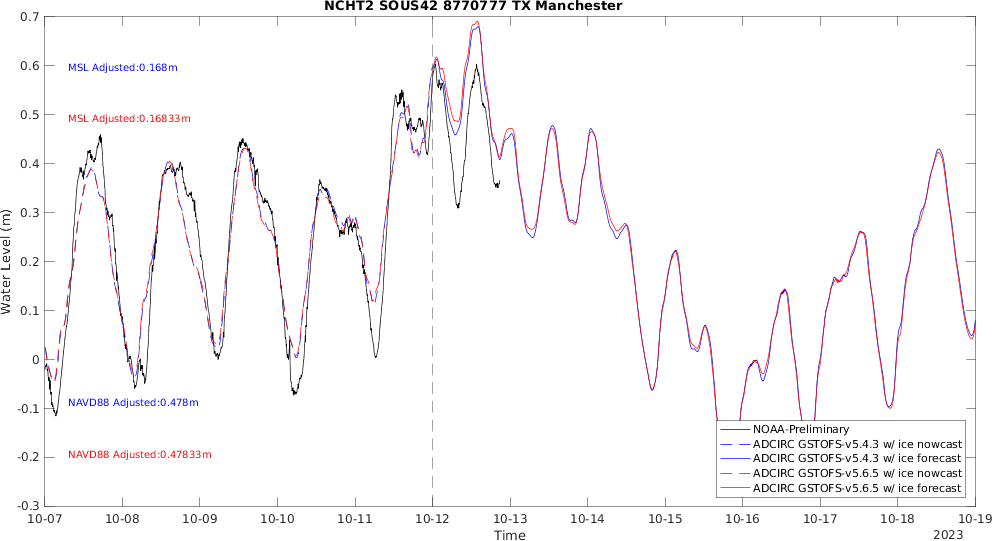 NCHT2 SOUS42 8770777 TX Manchester
0.7
0.6
0.5
0.4
0.3
0.2
0.1
0
-0.1
-0.2
-0.3
Water Level (m)
MSL Adjusted:0.168m
MSL Adjusted:0.16833m
NAVD88 Adjusted:0.478m
NAVD88 Adjusted:0.47833m
NOAA-Preliminary
ADCIRC GSTOFS-v5.4.3 w/ ice nowcast
ADCIRC GSTOFS-v5.4.3 w/ ice forecast
ADCIRC GSTOFS-v5.6.5 w/ ice nowcast
ADCIRC GSTOFS-v5.6.5 w/ ice forecast
10-07 10-08 10-09 10-10 10-11 10-12 10-13 10-14 10-15 10-16 10-17 10-18 10-19
Time
2023